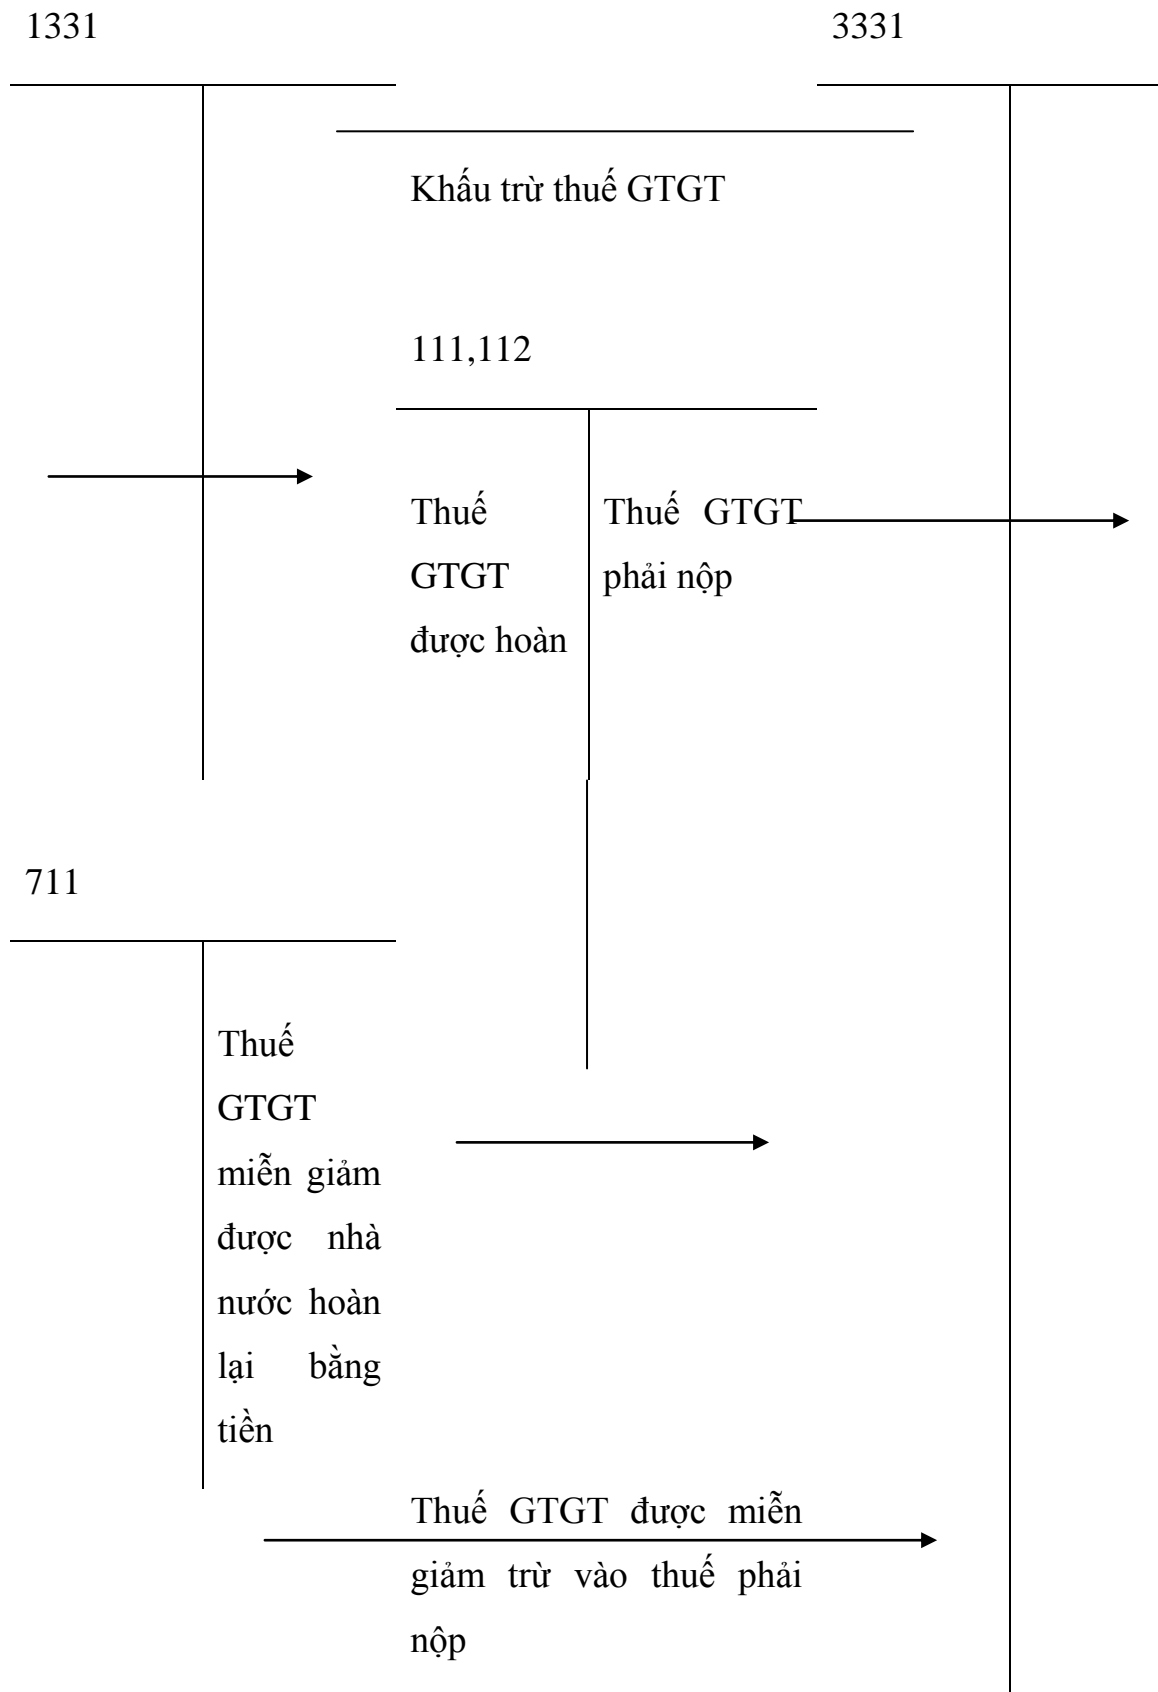 1331
3331
Khấu trừ thuế GTGT
111,112
Thuế
GTGT
được hoàn
Thuế GTGT
phải nộp
711
Thuế
GTGT
miễn giảm
được nhà
nước hoàn
lại bằng
tiền
Thuế GTGT được miễn
giảm trừ vào thuế phải
nộp